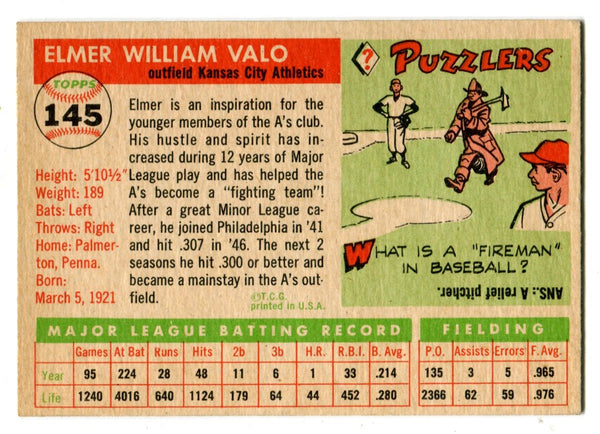 ELMER WILLIAM VALO
outfield Kansas City Athletics
TOPPS
145
Height: 5'10½"
Weight: 189
Bats: Left
Throws: Right
Home: Palmer-
ton, Penna.
Born:
March 5, 1921
Elmer is an inspiration for the
younger members of the A's club.
His hustle and spirit has in-
creased during 12 years of Major
League play and has helped the
A's become a "fighting team"!
After a great Minor League ca-
reer, he joined Philadelphia in '41
and hit .307 in '46. The next 2
seasons he hit .300 or better and
became a mainstay in the A's out-
field.
©T.C.G.
printed in U.S.A.
?
PUZZLERS
WHAT IS A "FIREMAN"
IN BASEBALL?
ANS.: A relief pitcher.
MAJOR LEAGUE BATTING RECORD
FIELDING
Games At Bat Runs Hits 2b 3b H.R. R.B.I. B. Avg. P.O. Assists Errors F. Avg.
Year 95 224 28 48 11 6 1 33 .214 135 3 5 .965
Life 1240 4016 640 1124 179 64 44 452 .280 2366 62 59 .976